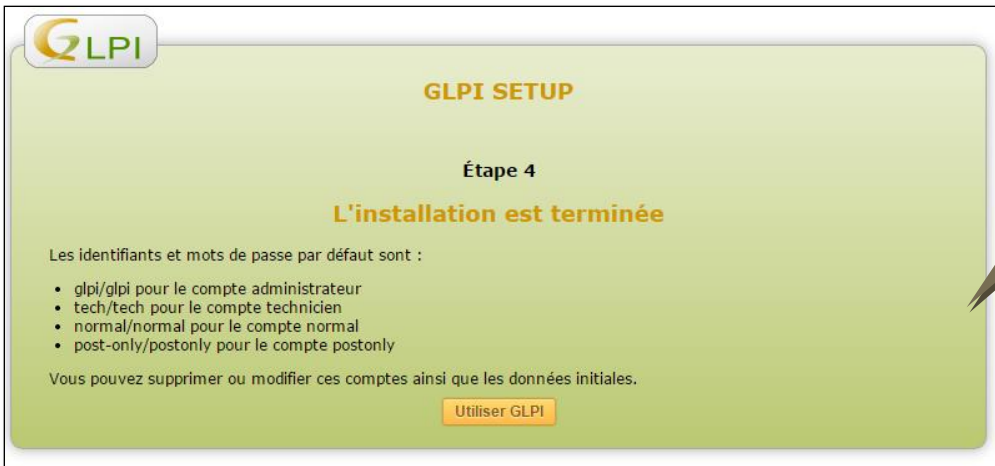 GLPI
GLPI SETUP
Étape 4
L'installation est terminée
Les identifiants et mots de passe par défaut sont :
• glpi/glpi pour le compte administrateur
• tech/tech pour le compte technicien
• normal/normal pour le compte normal
• post-only/postonly pour le compte postonly
Vous pouvez supprimer ou modifier ces comptes ainsi que les données initiales.
Utiliser GLPI